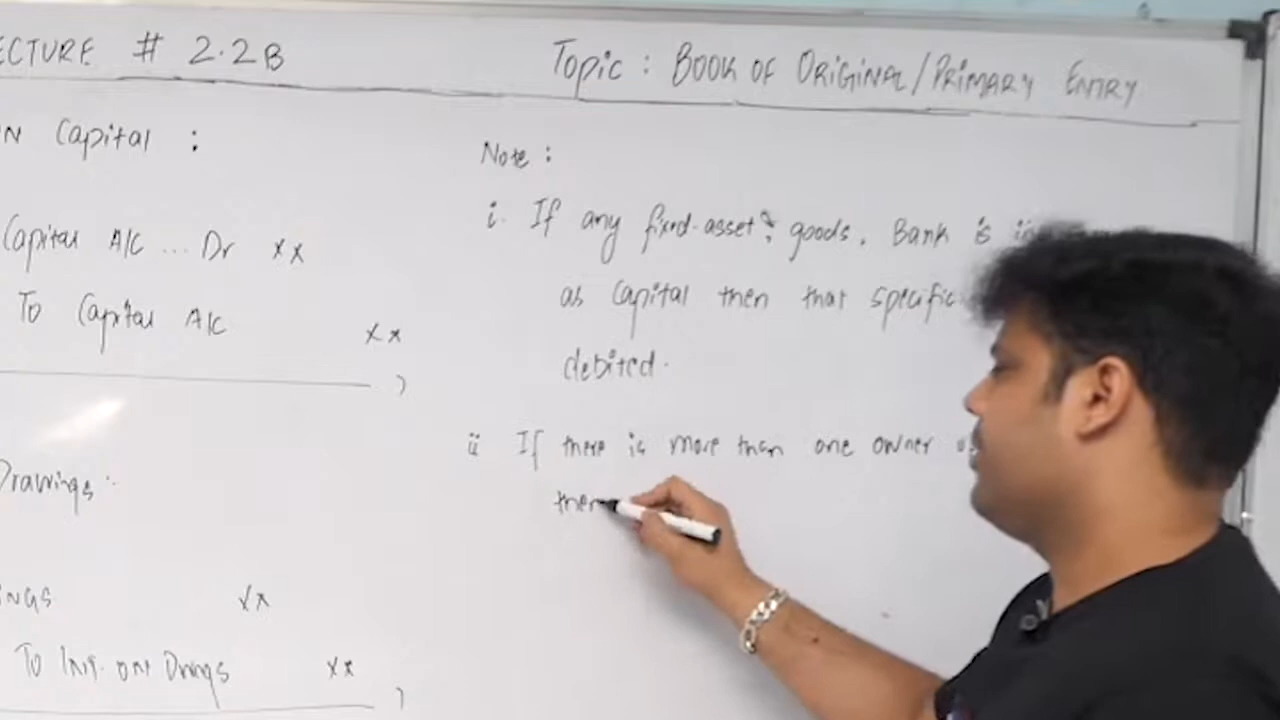 ECTURE # 2.2B
Topic : BOOK OF ORIGINAL/PRIMARY ENTRY
N Capital :
Capital A/C ... Dr xx
To Capital A/C xx
Drawings :
INGS xx
To Int. on Drngs xx
Note :
i. If any fixed-asset, goods, Bank is
as Capital then that specific
debited.
ii If there is more than one owner
then